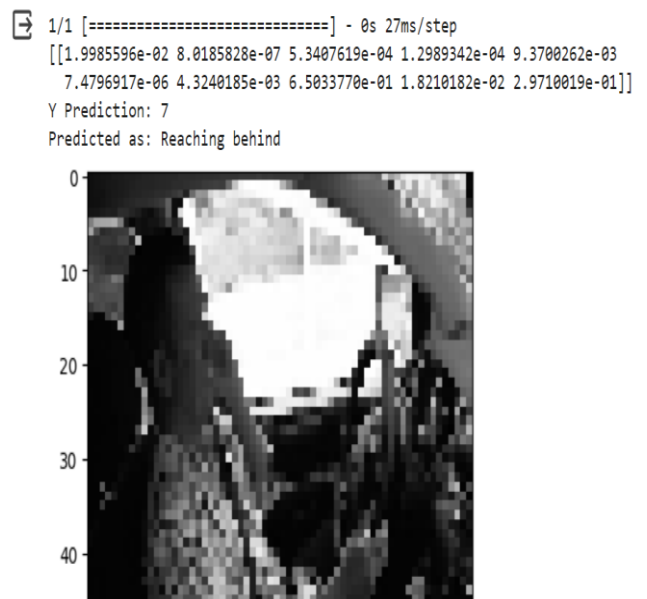 1/1 [==============================] - 0s 27ms/step
[[1.9985596e-02 8.0185828e-07 5.3407619e-04 1.2989342e-04 9.3700262e-03
7.4796917e-06 4.3240185e-03 6.5033770e-01 1.8210182e-02 2.9710019e-01]]
Y Prediction: 7
Predicted as: Reaching behind
0
10
20
30
40